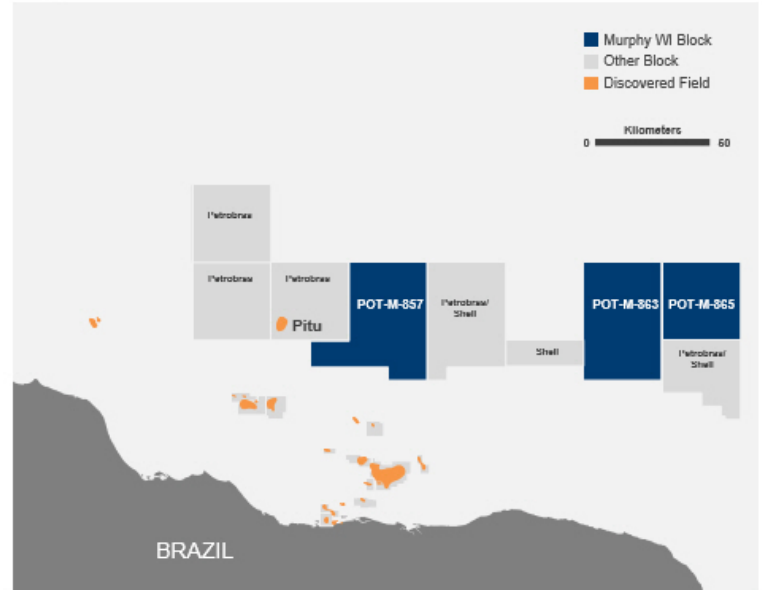 Murphy WI Block
Other Block
Discovered Field
Kilometers
0 60
Petrobras
Petrobras
Petrobras
Pitu
POT-M-857
Petrobras/
Shell
Shell
POT-M-863
POT-M-865
Petrobras/
Shell
BRAZIL